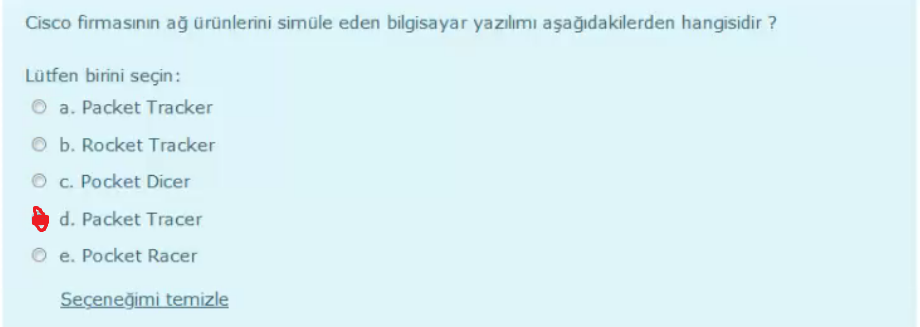 Cisco firmasının ağ ürünlerini simüle eden bilgisayar yazılımı aşağıdakilerden hangisidir ?
Lütfen birini seçin:
a. Packet Tracker
b. Rocket Tracker
c. Pocket Dicer
d. Packet Tracer
e. Pocket Racer
Seçeneğimi temizle